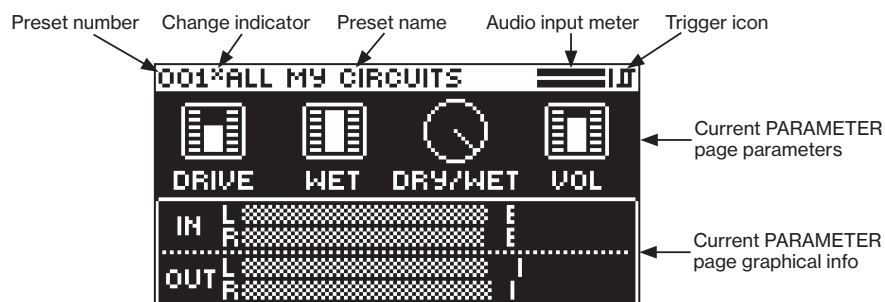 Preset number
Change indicator
Preset name
Audio input meter
Trigger icon
001*ALL MY CIRCUITS
DRIVE
WET
DRY/WET
VOL
Current PARAMETER
page parameters
IN
L
R
OUT
L
R
Current PARAMETER
page graphical info